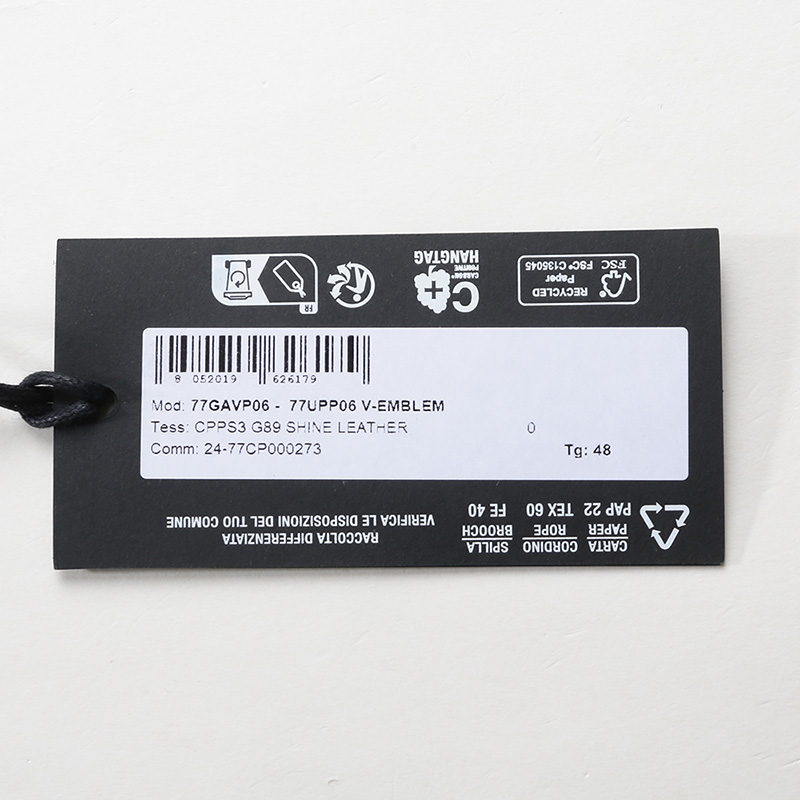 FR
CARBON
POSITIVE
HANGTAG
RECYCLED
Paper
FSC FSC® C135045
8 052019 626179
Mod: 77GAVP06 - 77UPP06 V-EMBLEM
Tess: CPPS3 G89 SHINE LEATHER 0
Comm: 24-77CP000273
Tg: 48
CARTA CORDINO SPILLA
PAPER ROPE BROOCH
PAP 22 TEX 60 FE 40
RACCOLTA DIFFERENZIATA
VERIFICA LE DISPOSIZIONI DEL TUO COMUNE